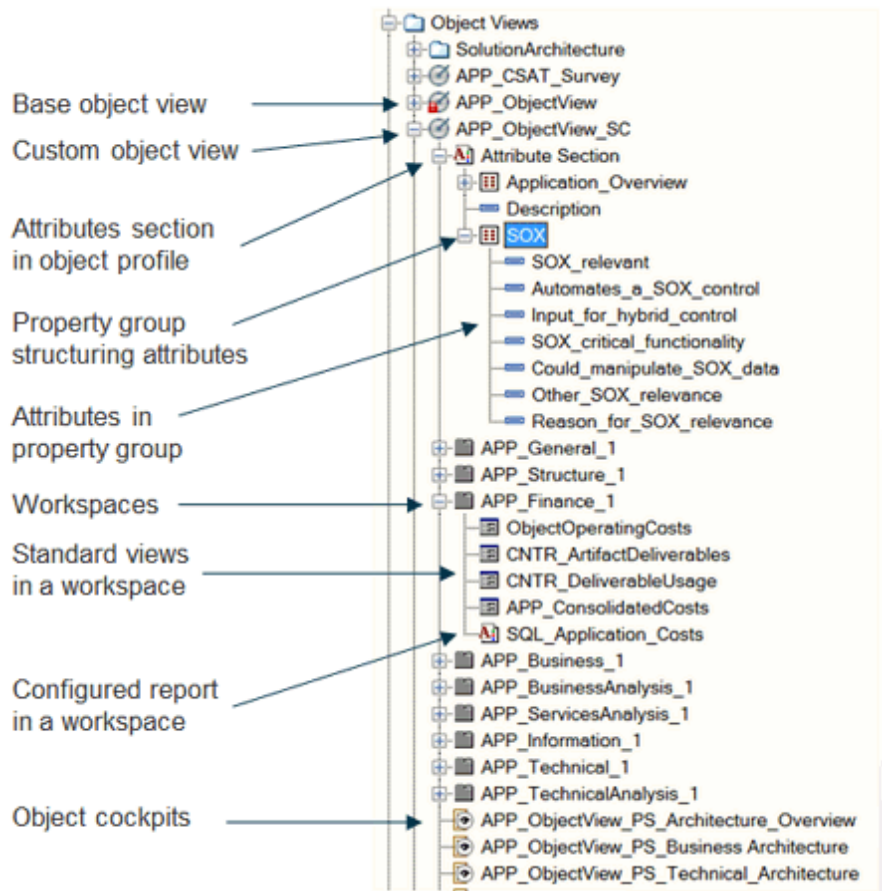 Object Views
SolutionArchitecture
APP_CSAT_Survey
Base object view
APP_ObjectView
Custom object view
APP_ObjectView_SC
Attribute Section
Application_Overview
Description
Attributes section
in object profile
SOX
SOX_relevant
Automates_a_SOX_control
Property group
structuring attributes
Input_for_hybrid_control
SOX_critical_functionality
Could_manipulate_SOX_data
Other_SOX_relevance
Attributes in
property group
Reason_for_SOX_relevance
APP_General_1
APP_Structure_1
Workspaces
APP_Finance_1
ObjectOperatingCosts
Standard views
in a workspace
CNTR_ArtifactDeliverables
CNTR_DeliverableUsage
APP_ConsolidatedCosts
SQL_Application_Costs
APP_Business_1
Configured report
in a workspace
APP_BusinessAnalysis_1
APP_ServicesAnalysis_1
APP_Information_1
APP_Technical_1
APP_TechnicalAnalysis_1
Object cockpits
APP_ObjectView_PS_Architecture_Overview
APP_ObjectView_PS_Business Architecture
APP_ObjectView_PS_Technical_Architecture